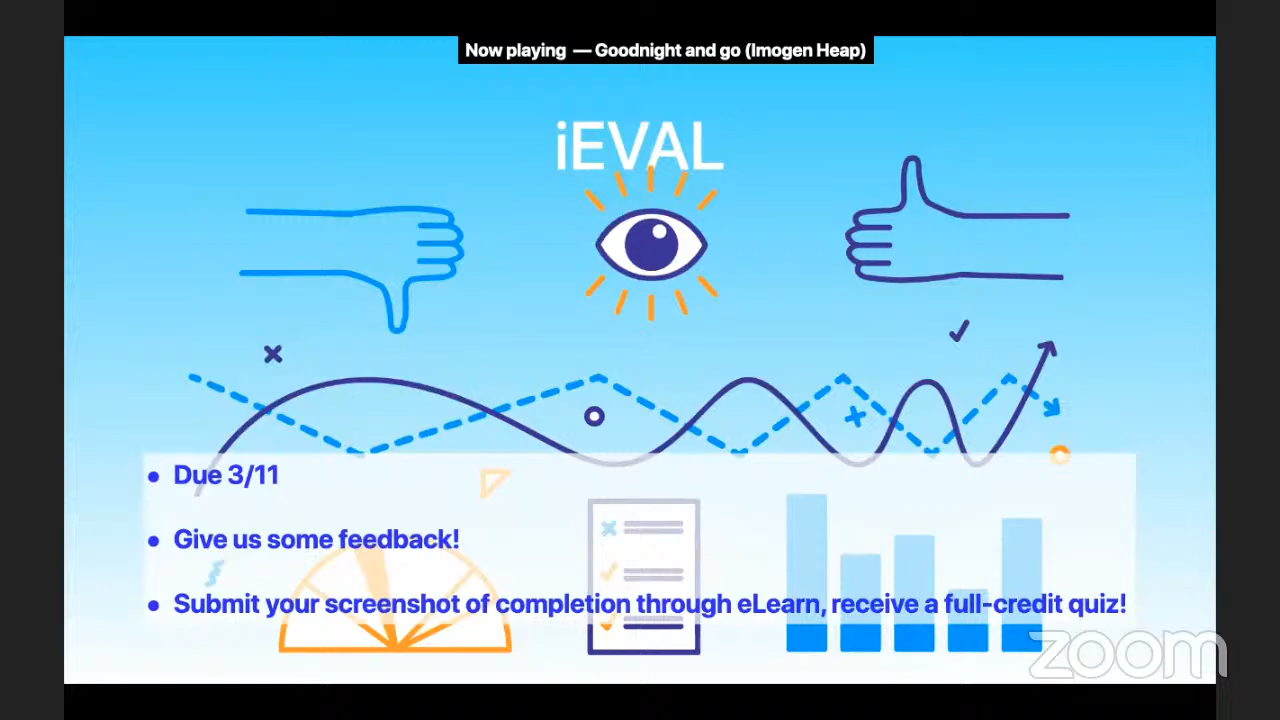 Now playing — Goodnight and go (Imogen Heap)
iEVAL
• Due 3/11
• Give us some feedback!
• Submit your screenshot of completion through eLearn, receive a full-credit quiz!
zoom